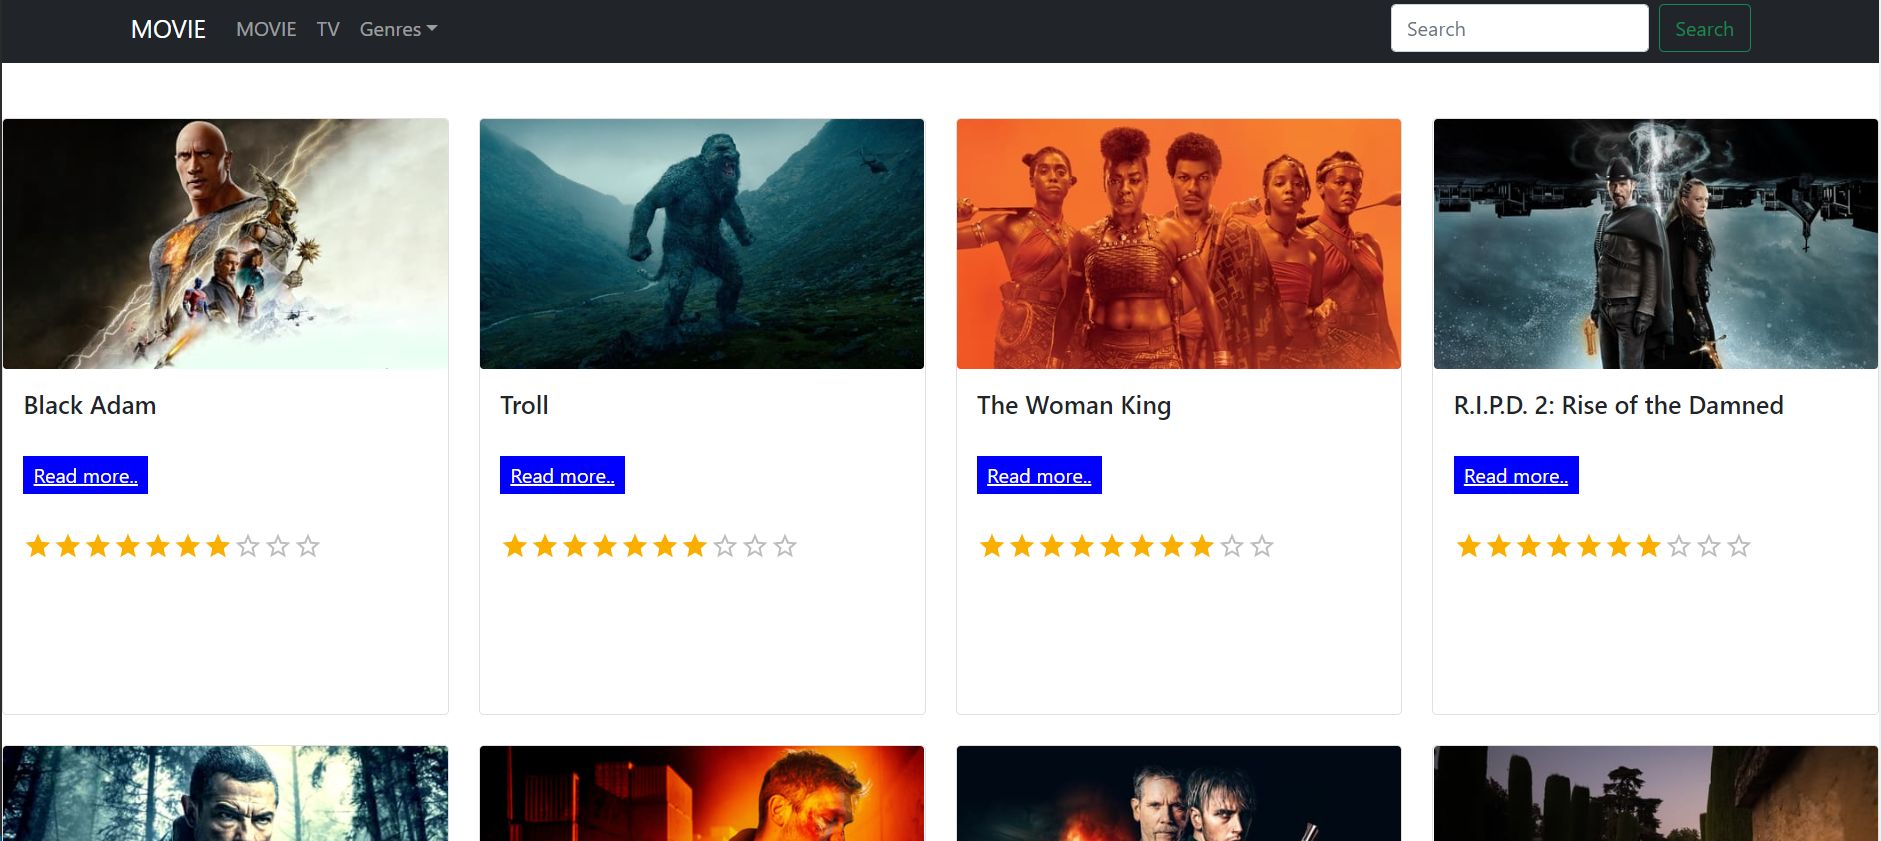 MOVIE MOVIE TV Genres Search Search
Black Adam
Read more..
Troll
Read more..
The Woman King
Read more..
R.I.P.D. 2: Rise of the Damned
Read more..